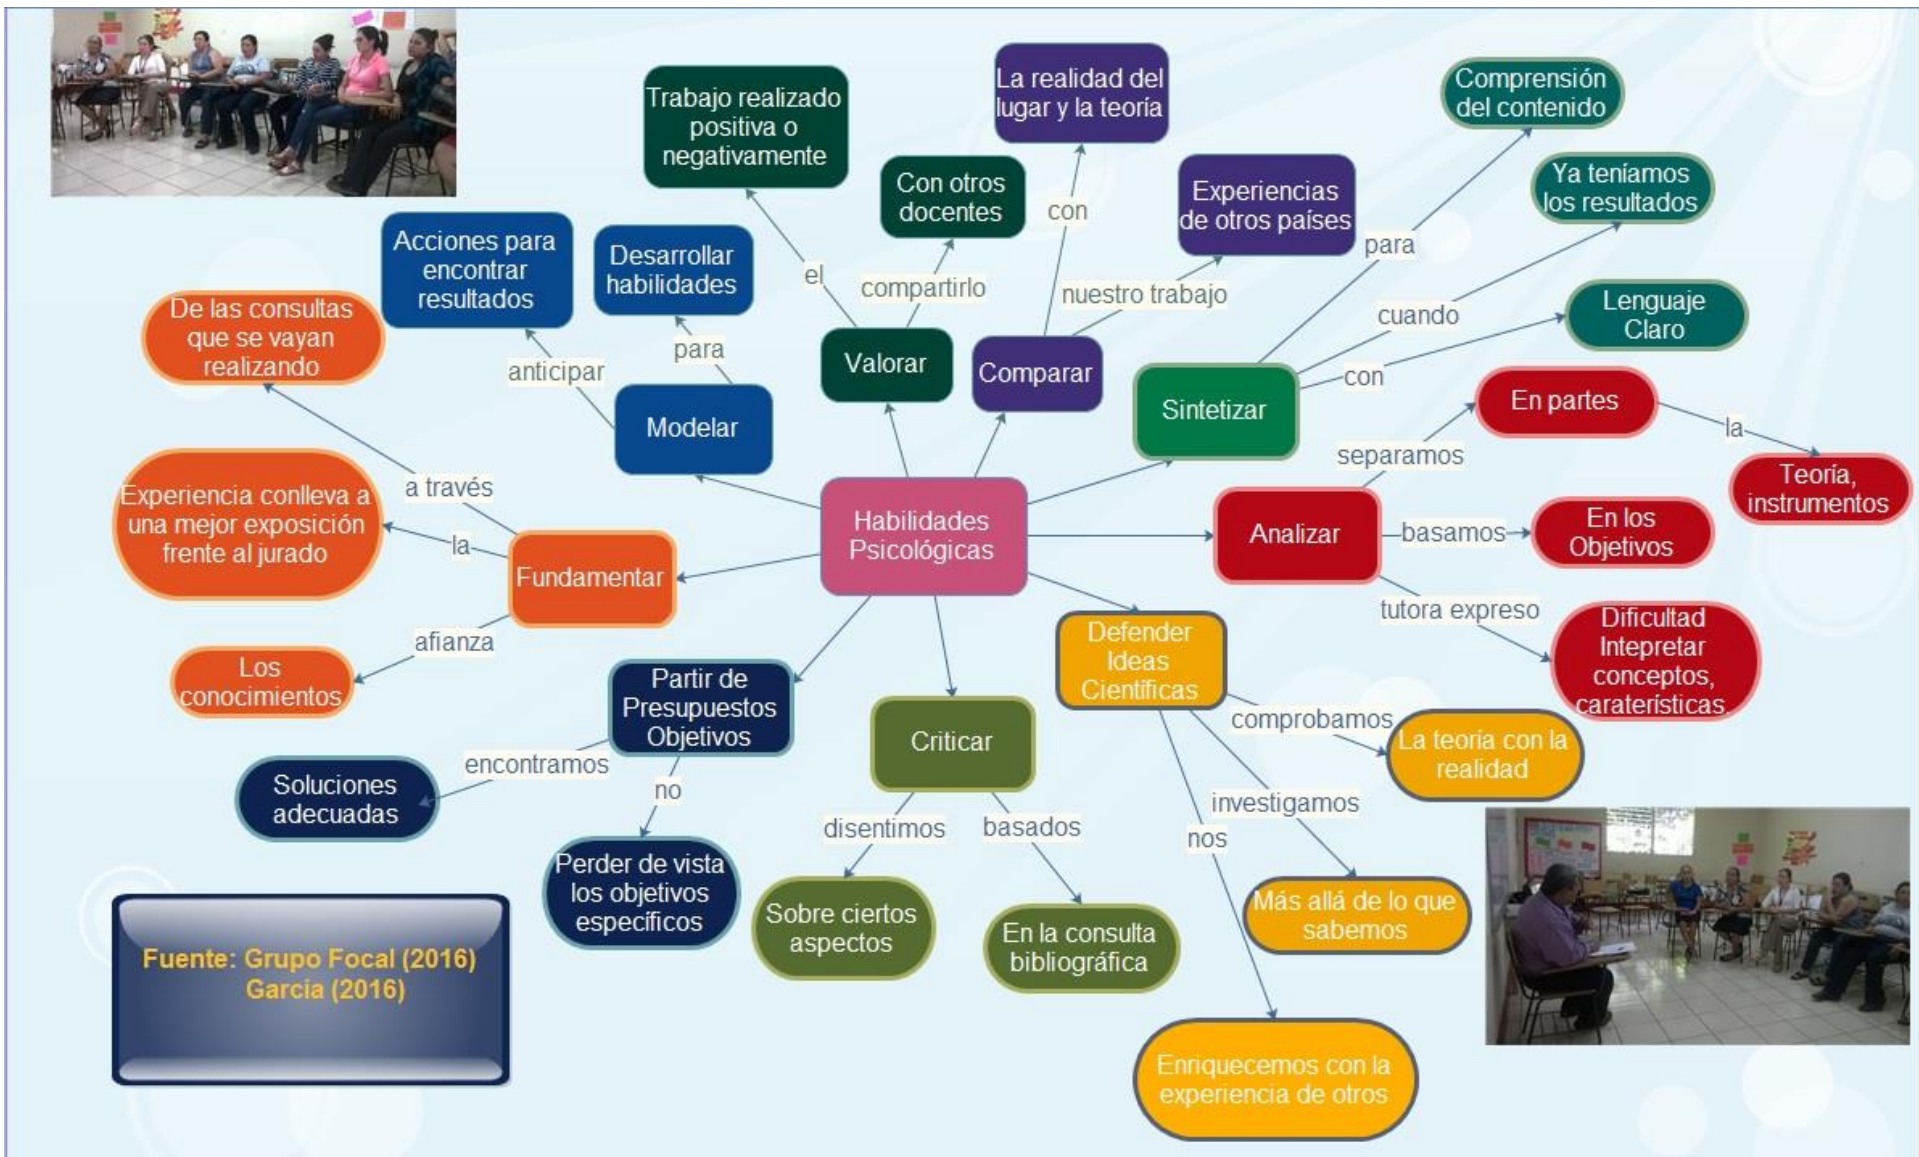 Trabajo realizado
positiva o
negativamente
La realidad del
lugar y la teoría
Comprensión
del contenido
Con otros
docentes
Experiencias
de otros países
Ya teníamos
los resultados
con
para
Acciones para
encontrar
resultados
Desarrollar
habilidades
el
compartirlo
nuestro trabajo
cuando
Lenguaje
Claro
De las consultas
que se vayan
realizando
anticipar
para
Valorar
Comparar
con
Sintetizar
En partes
la
Modelar
separamos
Teoría,
instrumentos
a través
Experiencia conlleva a
una mejor exposición
frente al jurado
la
Fundamentar
Habilidades
Psicológicas
Analizar
basamos
En los
Objetivos
afianza
Los
conocimientos
tutora expreso
Dificultad
Intepretar
conceptos,
caraterísticas.
Partir de
Presupuestos
Objetivos
Defender
Ideas
Científicas
comprobamos
La teoría con la
realidad
Criticar
encontramos
Soluciones
adecuadas
no
Perder de vista
los objetivos
específicos
disentimos
basados
nos
investigamos
Sobre ciertos
aspectos
En la consulta
bibliográfica
Más allá de lo que
sabemos
Enriquecemos con la
experiencia de otros
Fuente: Grupo Focal (2016)
García (2016)